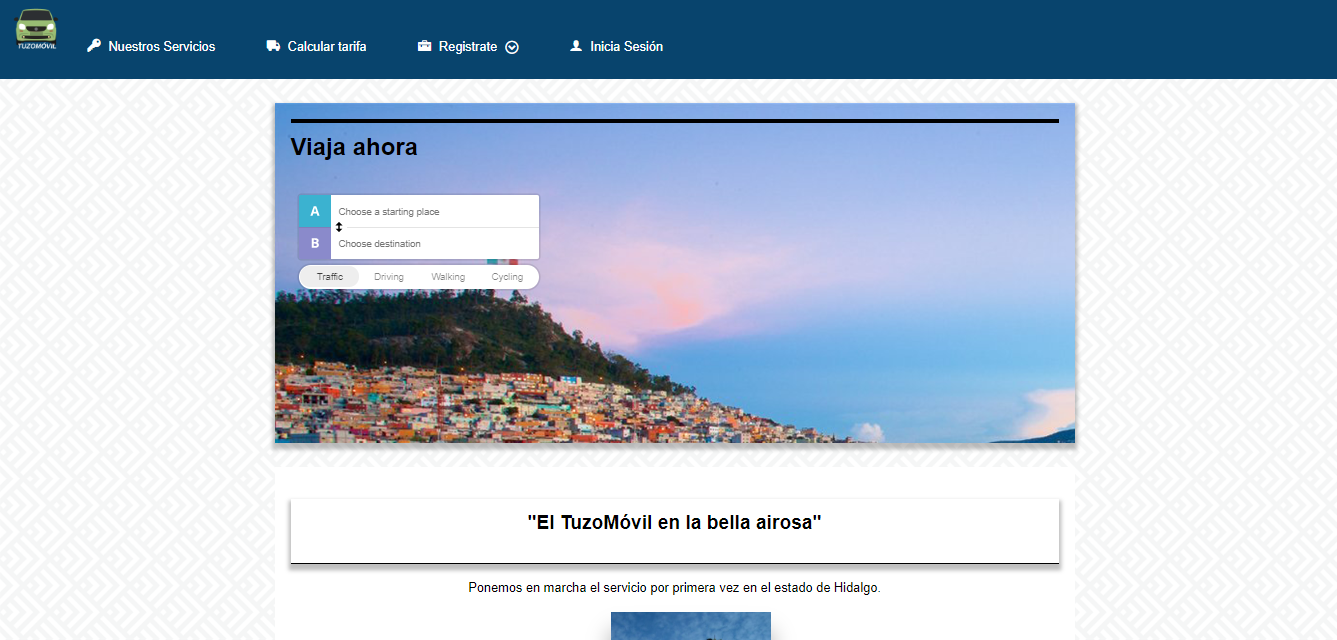 TUZOMÓVIL
Nuestros Servicios
Calcular tarifa
Registrate
Inicia Sesión
Viaja ahora
A
Choose a starting place
B
Choose destination
Traffic
Driving
Walking
Cycling
"El TuzoMóvil en la bella airosa"
Ponemos en marcha el servicio por primera vez en el estado de Hidalgo.